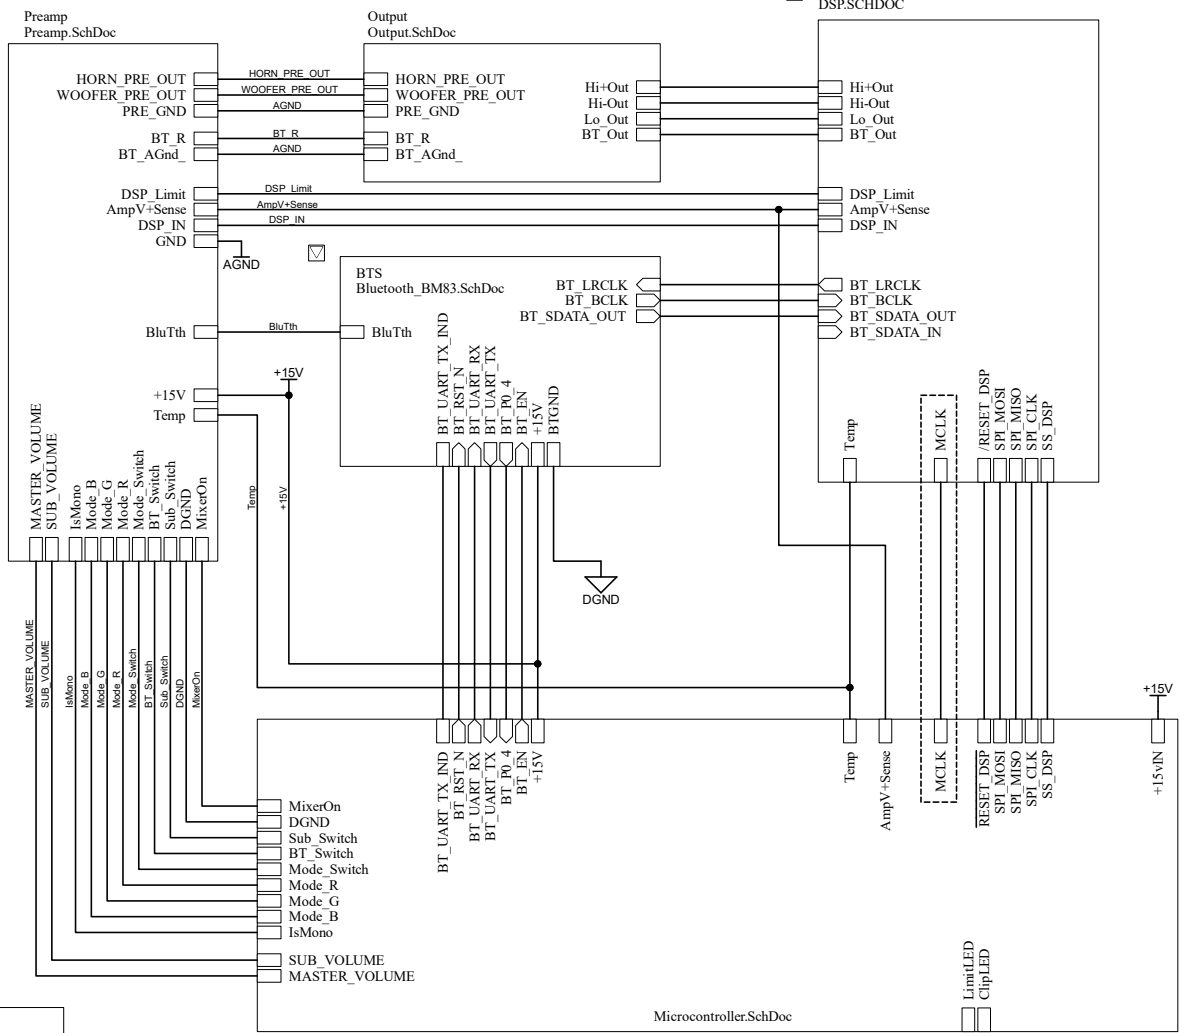 Preamp
Preamp.SchDoc
Output
Output.SchDoc
DSP.SCHDOC
HORN_PRE_OUT
WOOFER_PRE_OUT
PRE_GND
BT_R
BT_AGnd_
DSP_Limit
AmpV+Sense
DSP_IN
GND
BluTth
+15V
Temp
MASTER_VOLUME
SUB_VOLUME
IsMono
Mode_B
Mode_G
Mode_R
Mode_Switch
BT_Switch
Sub_Switch
DGND
MixerOn
HORN_PRE_OUT
WOOFER_PRE_OUT
AGND
BT_R
AGND
DSP_Limit
AmpV+Sense
DSP_IN
AGND
BluTth
+15V
Temp
+15V
HORN_PRE_OUT
WOOFER_PRE_OUT
PRE_GND
BT_R
BT_AGnd_
Hi+Out
Hi-Out
Lo_Out
BT_Out
Hi+Out
Hi-Out
Lo_Out
BT_Out
DSP_Limit
AmpV+Sense
DSP_IN
BT_LRCLK
BT_BCLK
BT_SDATA_OUT
BT_SDATA_IN
Temp
MCLK
/RESET_DSP
SPI_MOSI
SPI_MISO
SPI_CLK
SS_DSP
BTS
Bluetooth_BM83.SchDoc
BT_LRCLK
BT_BCLK
BT_SDATA_OUT
BluTth
BT_UART_TX_IND
BT_RST_N
BT_UART_RX
BT_UART_TX
BT_P0_4
BT_EN
+15V
BTGND
DGND
MASTER_VOLUME
SUB_VOLUME
IsMono
Mode_B
Mode_G
Mode_R
Mode_Switch
BT_Switch
Sub_Switch
DGND
MixerOn
+15V
BT_UART_TX_IND
BT_RST_N
BT_UART_RX
BT_UART_TX
BT_P0_4
BT_EN
+15V
Temp
AmpV+Sense
MCLK
RESET_DSP
SPI_MOSI
SPI_MISO
SPI_CLK
SS_DSP
+15vIN
MixerOn
DGND
Sub_Switch
BT_Switch
Mode_Switch
Mode_R
Mode_G
Mode_B
IsMono
SUB_VOLUME
MASTER_VOLUME
LimitLED
ClipLED
Microcontroller.SchDoc